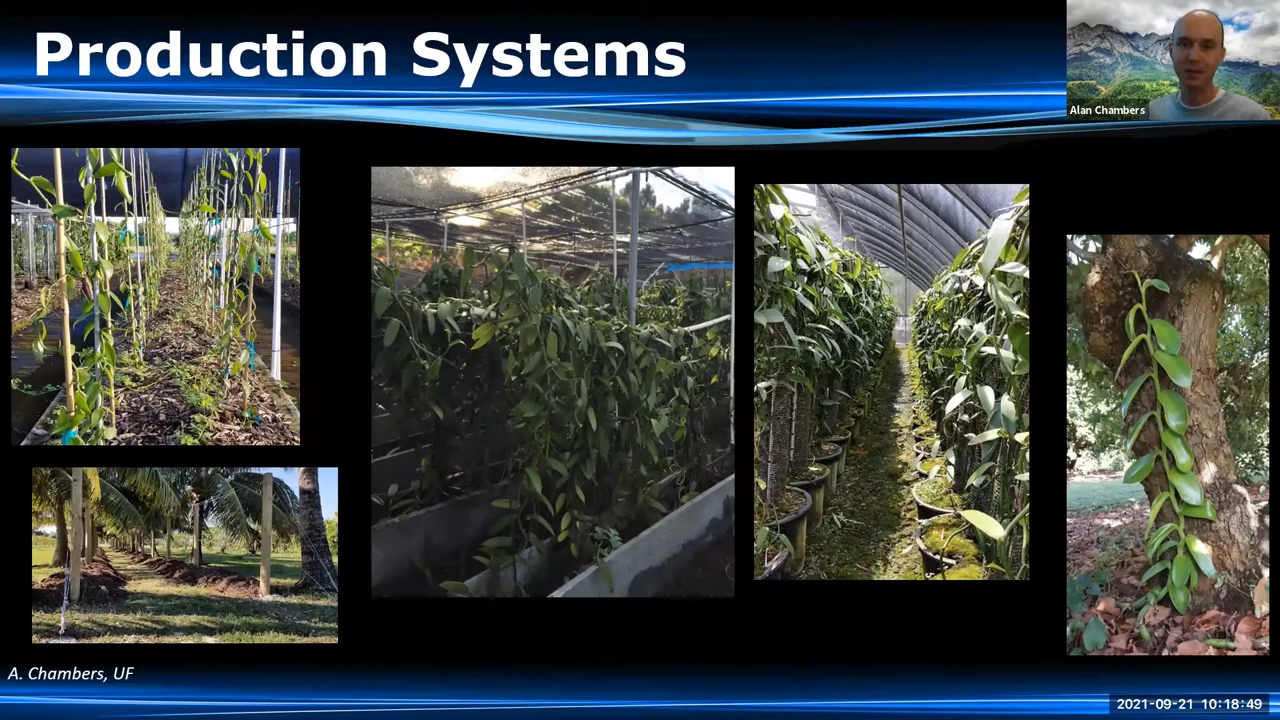 Production Systems
Alan Chambers
A. Chambers, UF
2021-09-21 10:18:49